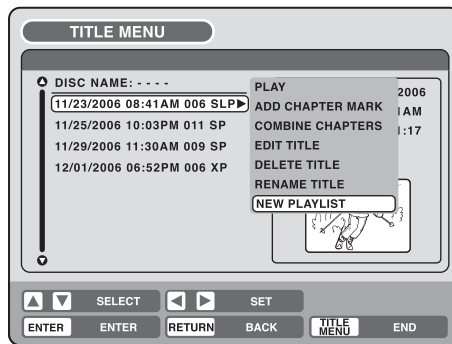 TITLE MENU
DISC NAME: - - - -
11/23/2006 08:41AM 006 SLP
11/25/2006 10:03PM 011 SP
11/29/2006 11:30AM 009 SP
12/01/2006 06:52PM 006 XP
PLAY
ADD CHAPTER MARK
COMBINE CHAPTERS
EDIT TITLE
DELETE TITLE
RENAME TITLE
NEW PLAYLIST
2006
AM
:17
SELECT SET
ENTER ENTER RETURN BACK TITLE MENU END